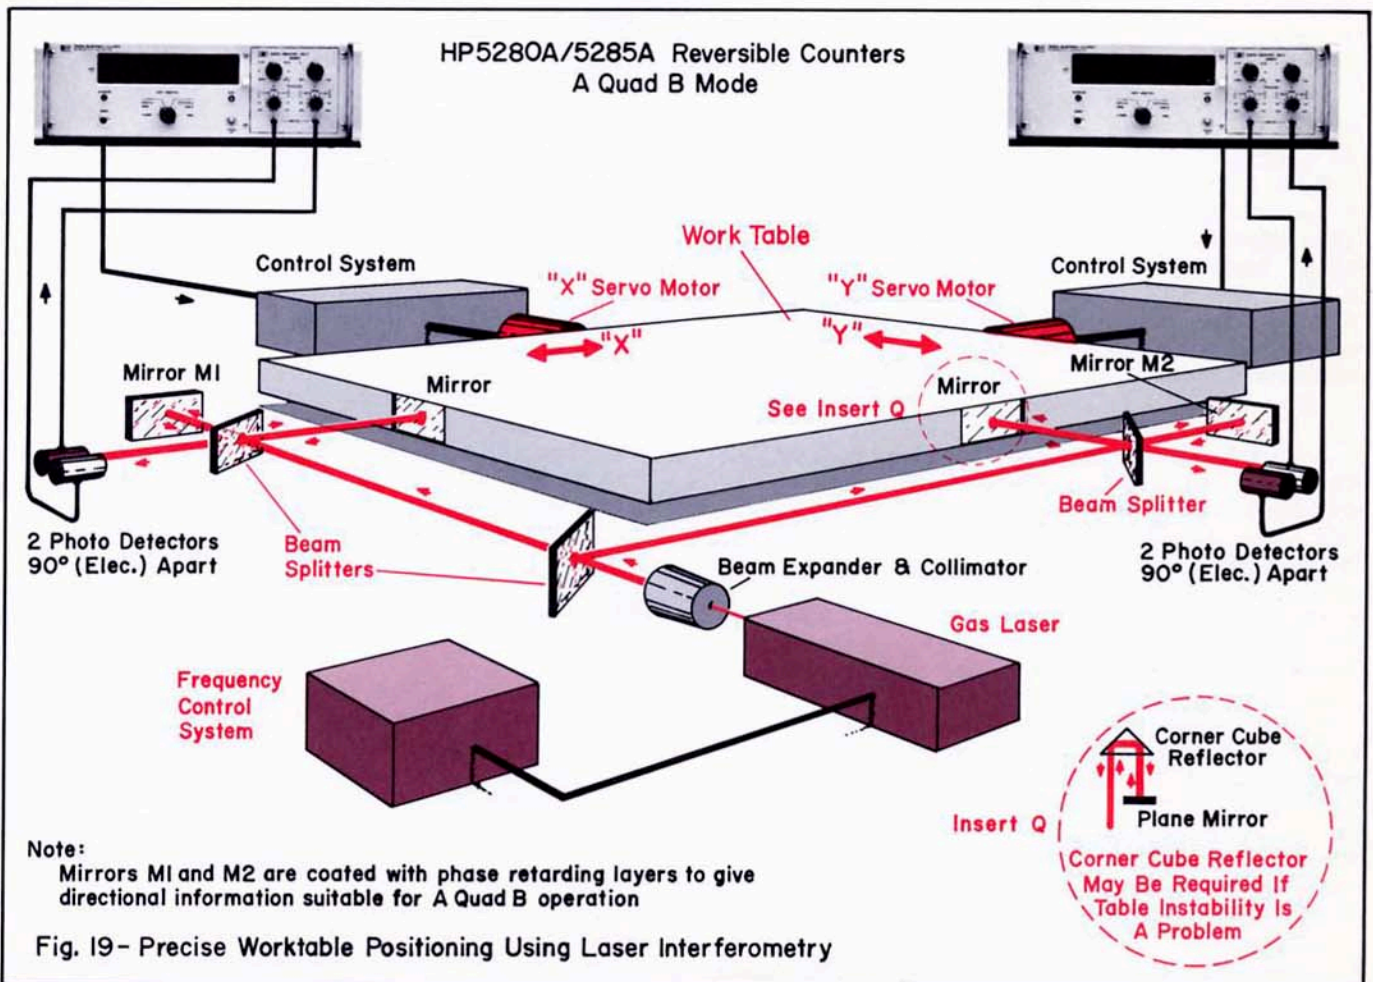 HP5280A/5285A Reversible Counters
A Quad B Mode
Work Table
Control System
"X" Servo Motor
"Y" Servo Motor
Control System
"X"
"Y"
Mirror M1
Mirror
Mirror
Mirror M2
See Insert Q
2 Photo Detectors
90° (Elec.) Apart
Beam
Splitters
Beam Splitter
2 Photo Detectors
90° (Elec.) Apart
Beam Expander & Collimator
Gas Laser
Frequency
Control
System
Corner Cube
Reflector
Plane Mirror
Insert Q
Corner Cube Reflector
May Be Required If
Table Instability Is
A Problem
Note:
Mirrors M1 and M2 are coated with phase retarding layers to give
directional information suitable for A Quad B operation
Fig. 19- Precise Worktable Positioning Using Laser Interferometry